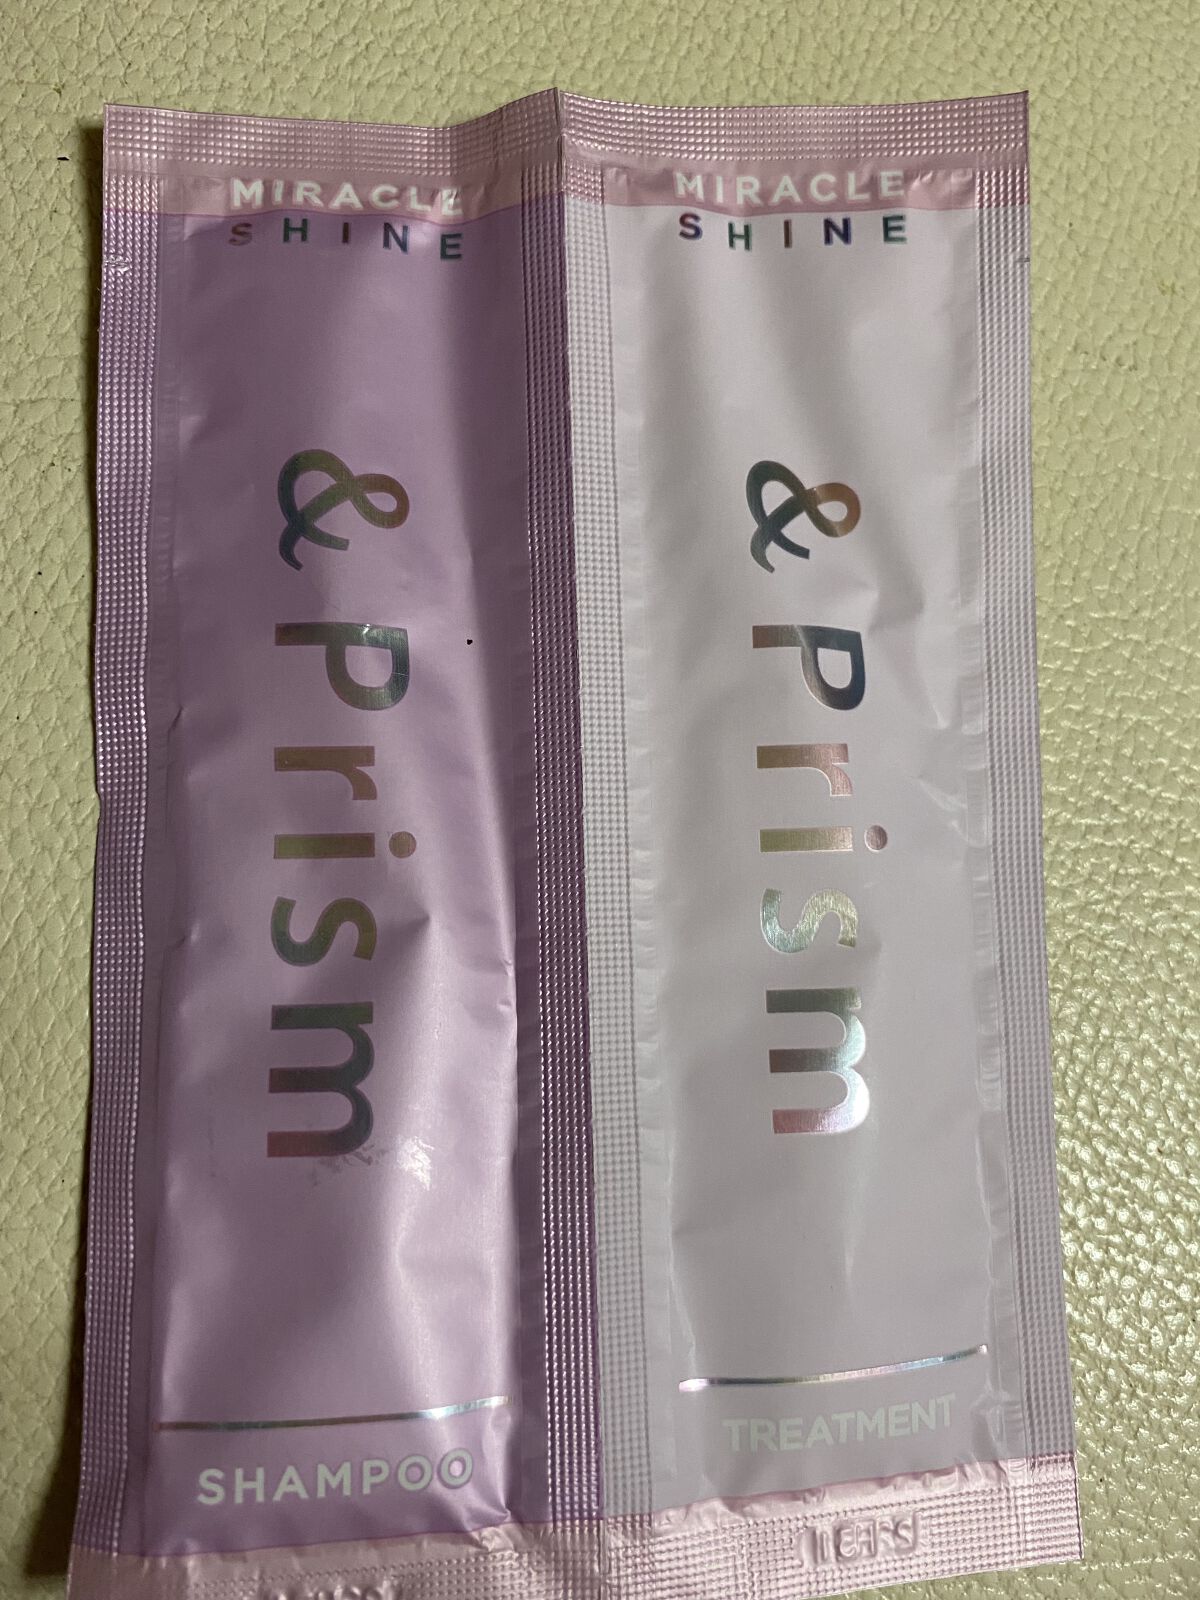 MIRACLE
SHINE
&Prism
SHAMPOO
MIRACLE
SHINE
&Prism
TREATMENT